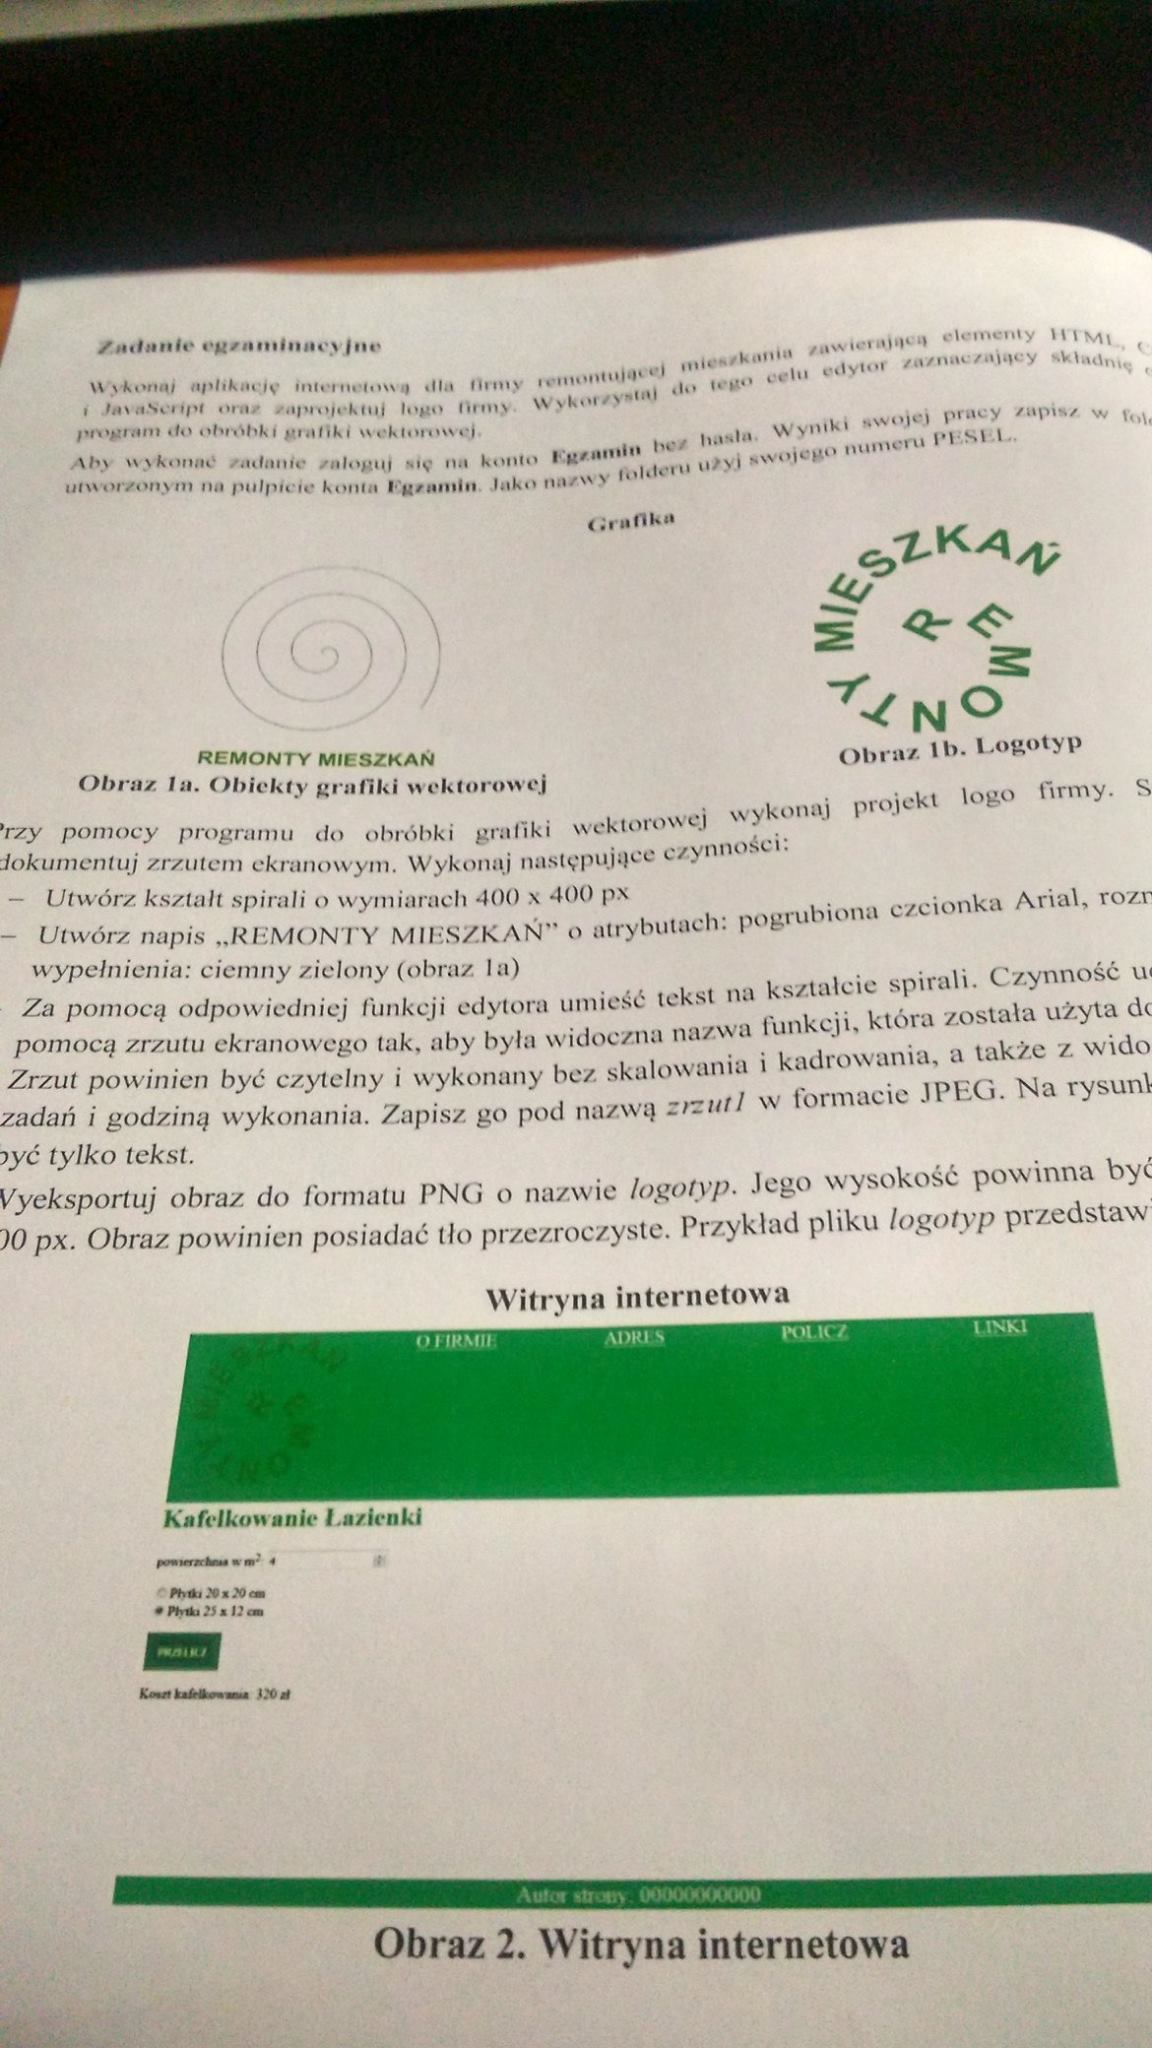 Zadanie egzaminacyjne
Wykonaj aplikację internetową dla firmy remontującej mieszkania zawierającą elementy HTML,
i JavaScript oraz zaprojektuj logo firmy. Wykorzystaj do tego celu edytor zaznaczający składnię
program do obróbki grafiki wektorowej.
Aby wykonać zadanie zaloguj się na konto Egzamin bez hasła. Wyniki swojej pracy zapisz w
utworzonym na pulpicie konta Egzamin. Jako nazwy folderu użyj swojego numeru PESEL.
Grafika
REMONTY MIESZKAŃ
REMONTY MIESZKAŃ
Obraz 1a. Obiekty grafiki wektorowej
Obraz 1b. Logotyp
Przy pomocy programu do obróbki grafiki wektorowej wykonaj projekt logo firmy.
dokumentuj zrzutem ekranowym. Wykonaj następujące czynności:
– Utwórz kształt spirali o wymiarach 400 x 400 px
– Utwórz napis „REMONTY MIESZKAŃ” o atrybutach: pogrubiona czcionka Arial,
wypełnienia: ciemny zielony (obraz 1a)
Za pomocą odpowiedniej funkcji edytora umieść tekst na kształcie spirali. Czynność
pomocą zrzutu ekranowego tak, aby była widoczna nazwa funkcji, która została użyta
Zrzut powinien być czytelny i wykonany bez skalowania i kadrowania, a także z
zadań i godziną wykonania. Zapisz go pod nazwą zrzut1 w formacie JPEG. Na
być tylko tekst.
Wyeksportuj obraz do formatu PNG o nazwie logotyp. Jego wysokość powinna być
00 px. Obraz powinien posiadać tło przezroczyste. Przykład pliku logotyp
Witryna internetowa
REMONTY MIESZKAŃ
O FIRMIE ADRES POLICZ LINKI
Kafelkowanie Łazienki
powierzchnia w m² 4
Płytki 20 x 20 cm
Płytki 25 x 12 cm
PRZELICZ
Koszt kafelkowania: 320 zł
Autor strony: 00000000000
Obraz 2. Witryna internetowa